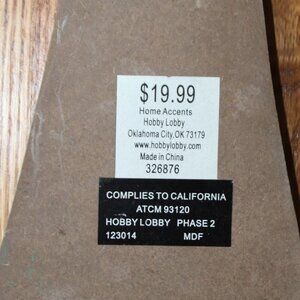 $19.99
Home Accents
Hobby Lobby
Oklahoma City,OK 73179
www.hobbylobby.com
Made in China
326876
COMPLIES TO CALIFORNIA
ATCM 93120
HOBBY LOBBY PHASE 2
123014 MDF